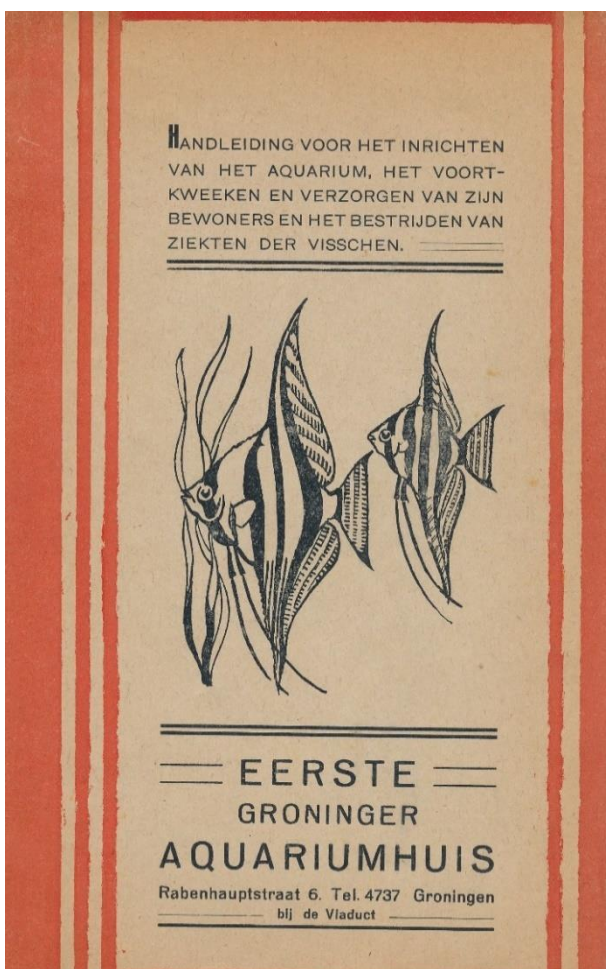 HANDLEIDING VOOR HET INRICHTEN
VAN HET AQUARIUM, HET VOORT-
KWEEKEN EN VERZORGEN VAN ZIJN
BEWONERS EN HET BESTRIJDEN VAN
ZIEKTEN DER VISSCHEN.
EERSTE
GRONINGER
AQUARIUMHUIS
Rabenhauptstraat 6. Tel. 4737 Groningen
bij de Viaduct